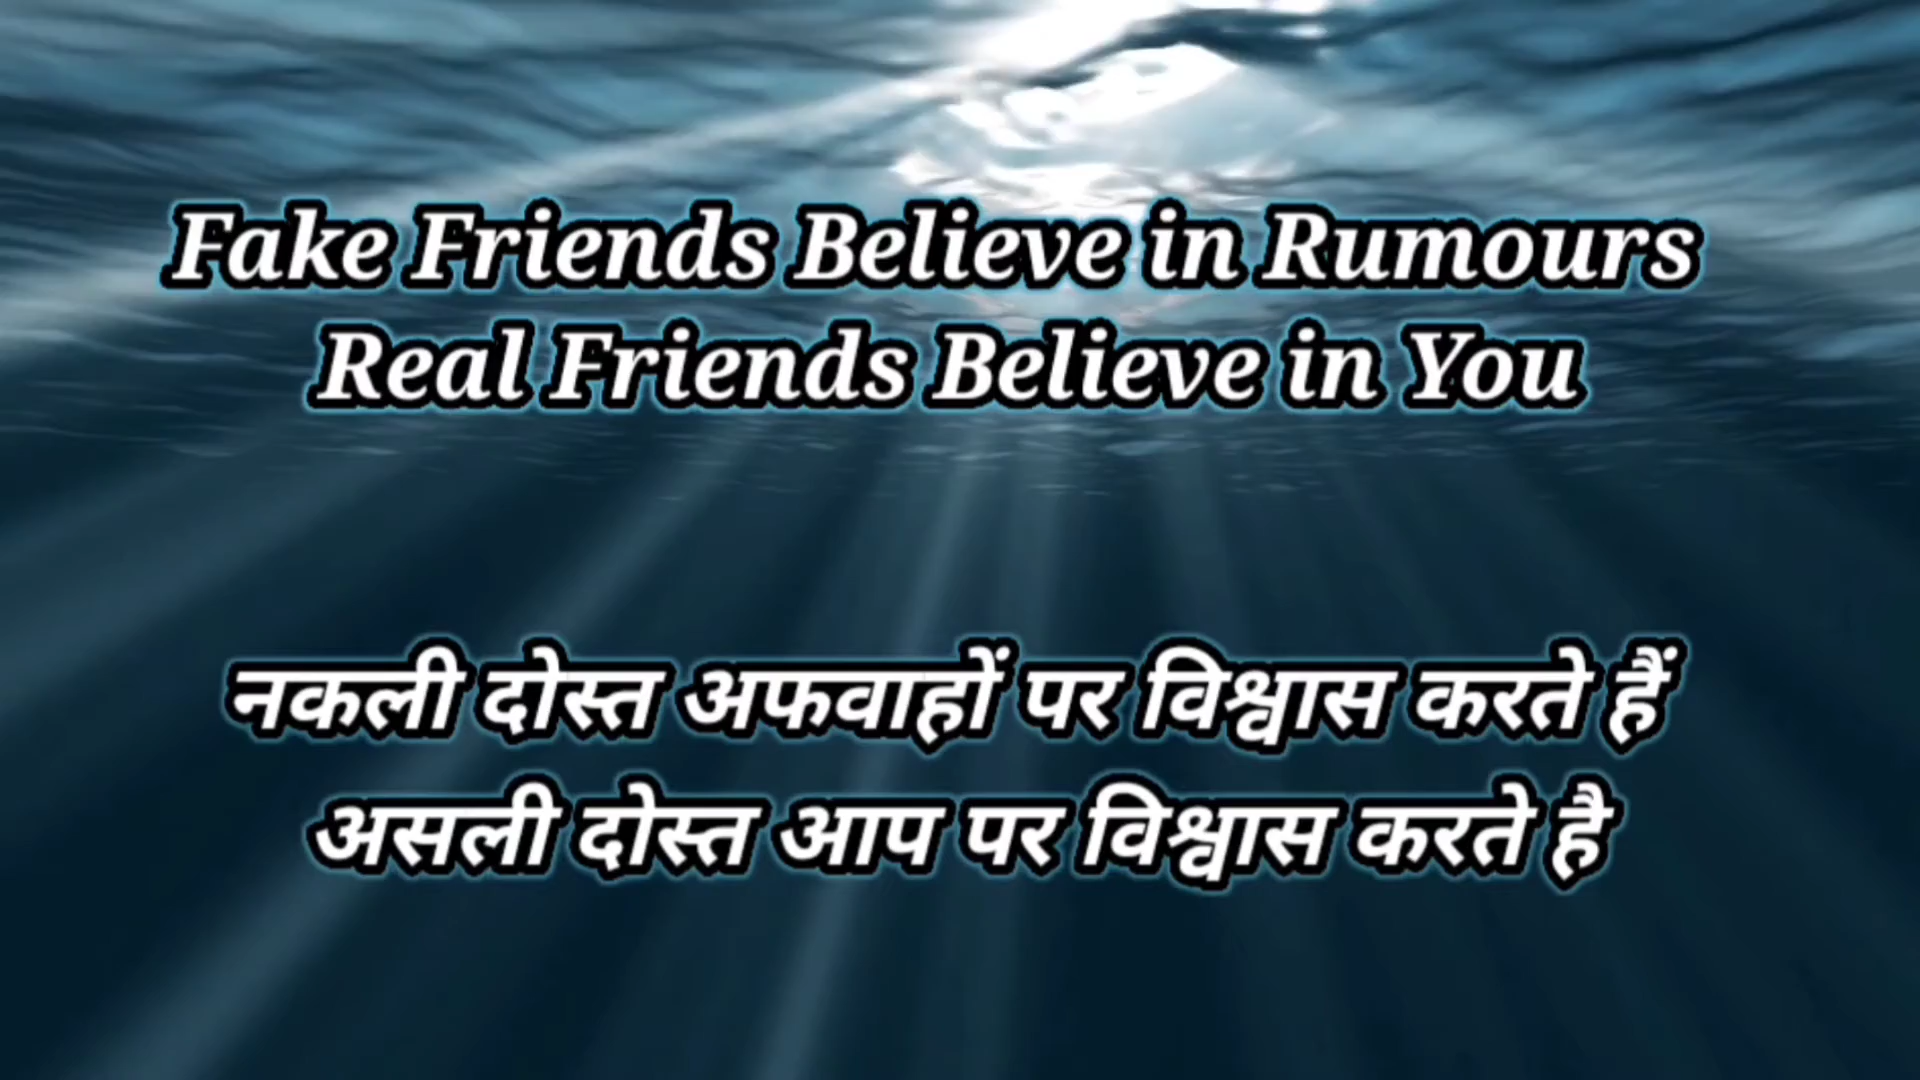 Fake Friends Believe in Rumours
Real Friends Believe in You
नकली दोस्त अफवाहों पर विश्वास करते हैं
असली दोस्त आप पर विश्वास करते है